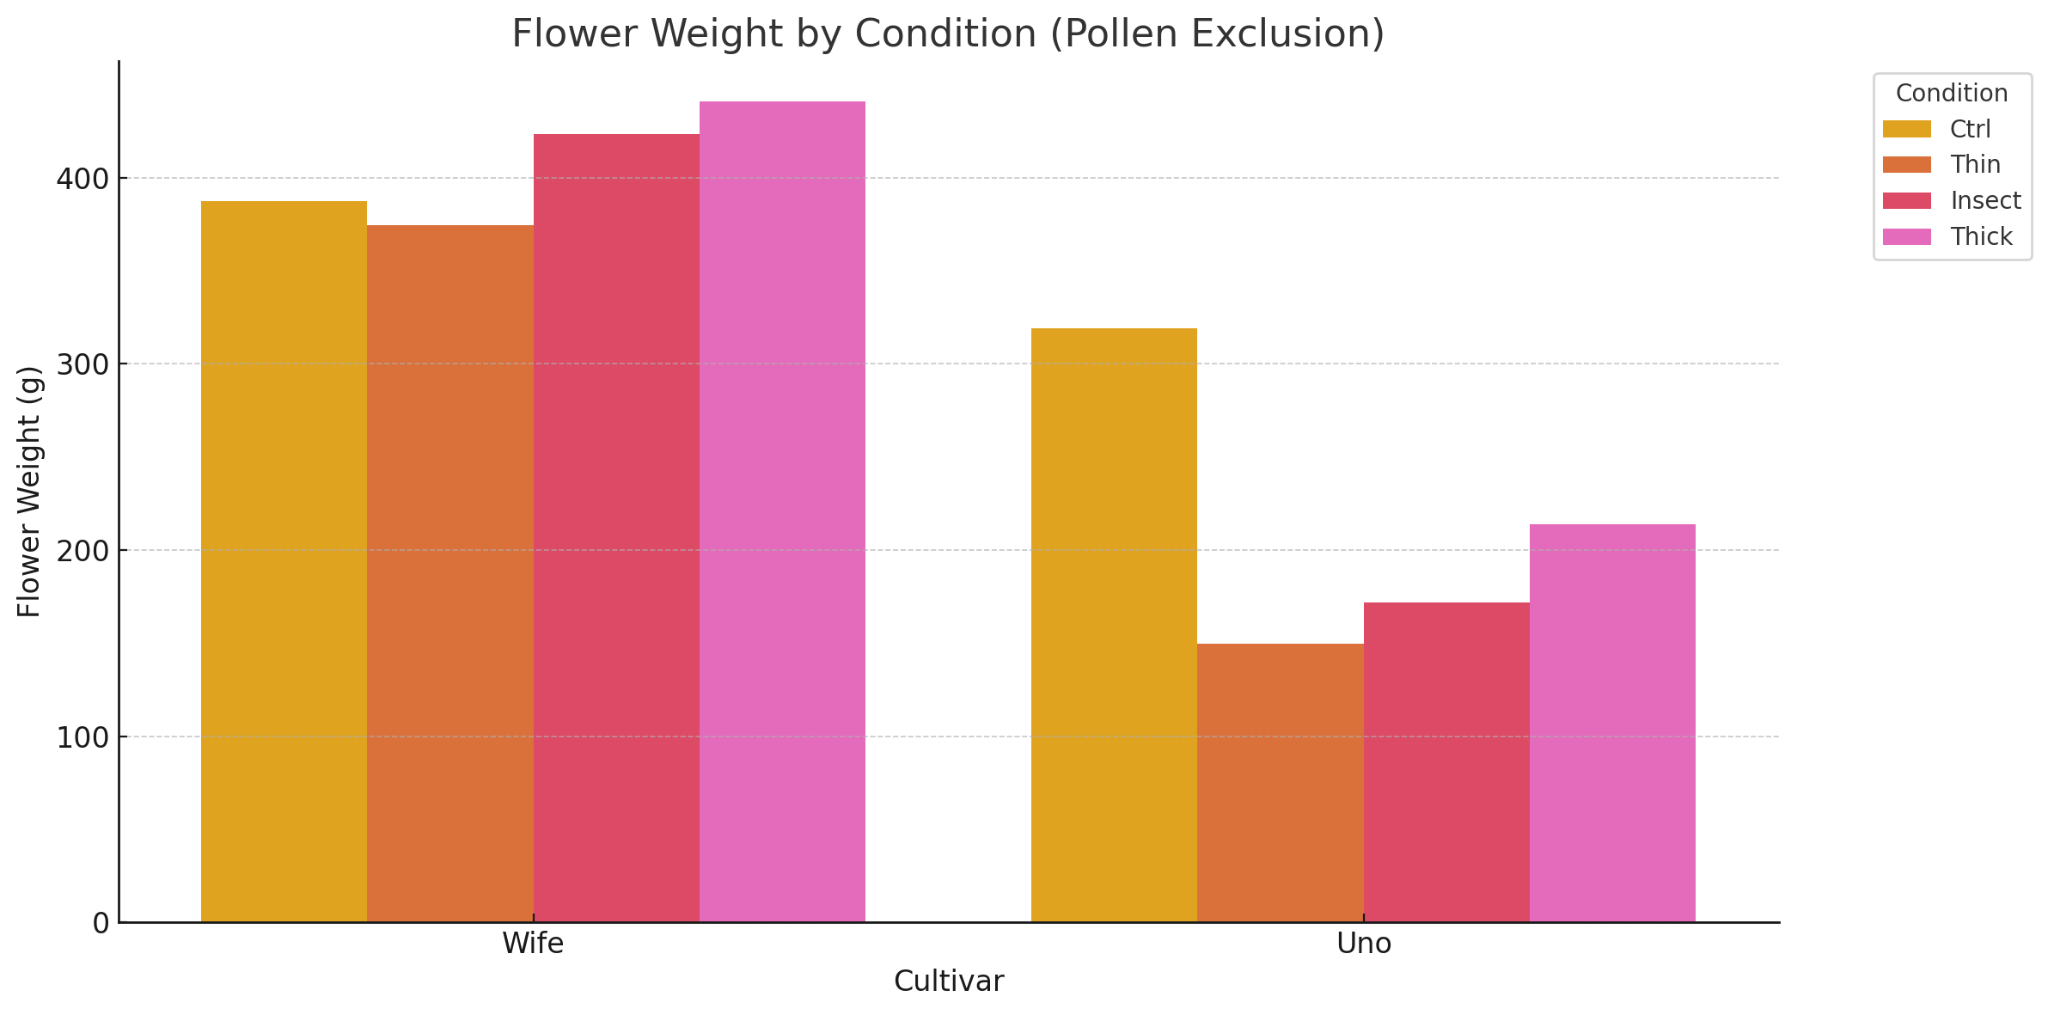 Flower Weight by Condition (Pollen Exclusion)
Condition
Ctrl
Thin
Insect
Thick
Flower Weight (g)
400
300
200
100
0
Wife
Uno
Cultivar